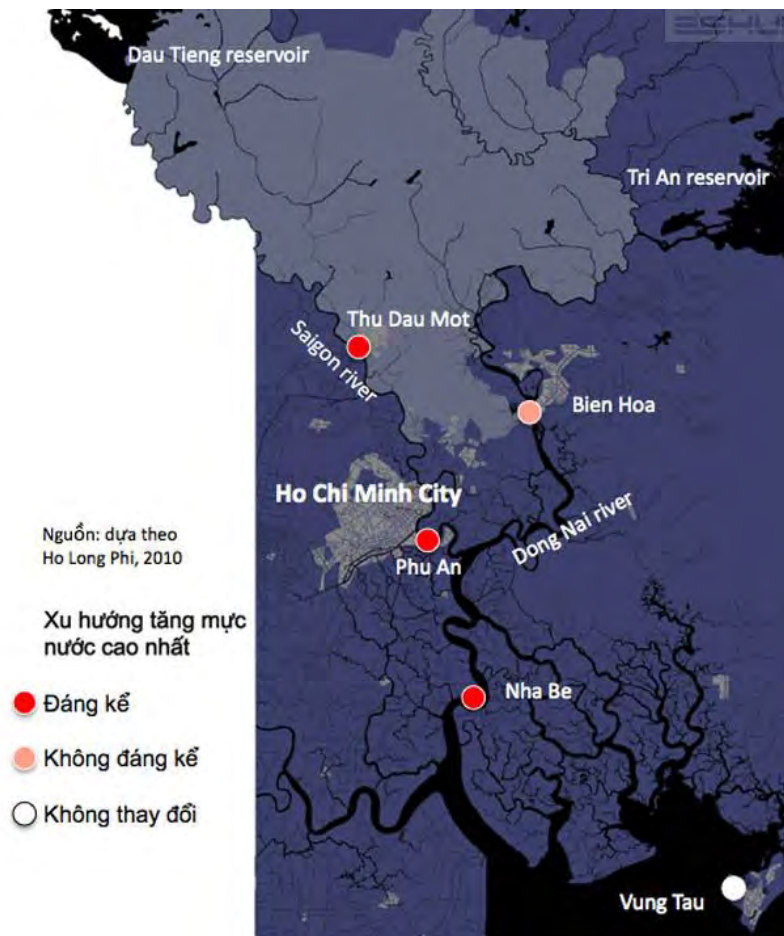 Dau Tieng reservoir
Tri An reservoir
Thu Dau Mot
Saigon river
Bien Hoa
Ho Chi Minh City
Dong Nai river
Nguồn: dựa theo
Ho Long Phi, 2010
Phu An
Xu hướng tăng mực
nước cao nhất
Nha Be
Đáng kể
Không đáng kể
Không thay đổi
Vung Tau